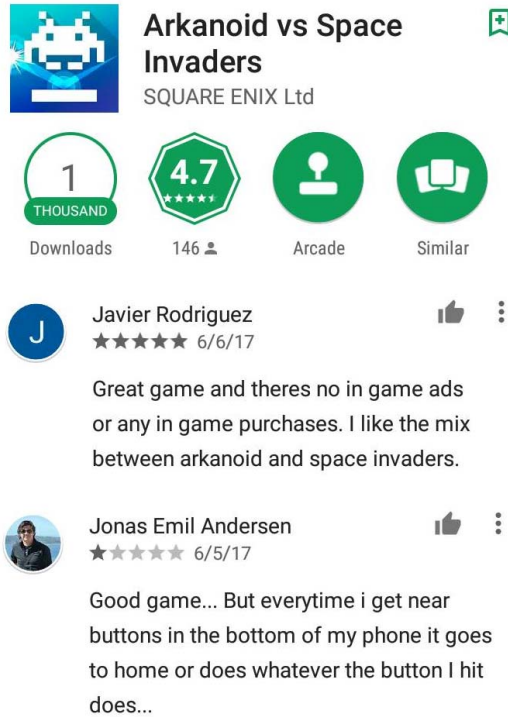 Arkanoid vs Space
Invaders
SQUARE ENIX Ltd
1
THOUSAND
4.7
Downloads
146
Arcade
Similar
J
Javier Rodriguez
6/6/17
Great game and theres no in game ads
or any in game purchases. I like the mix
between arkanoid and space invaders.
Jonas Emil Andersen
6/5/17
Good game... But everytime i get near
buttons in the bottom of my phone it goes
to home or does whatever the button I hit
does...